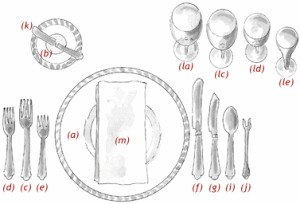 (k)
(b)
(la)
(lc)
(ld)
(le)
(a)
(m)
(d) (c) (e)
(f) (g) (i) (j)